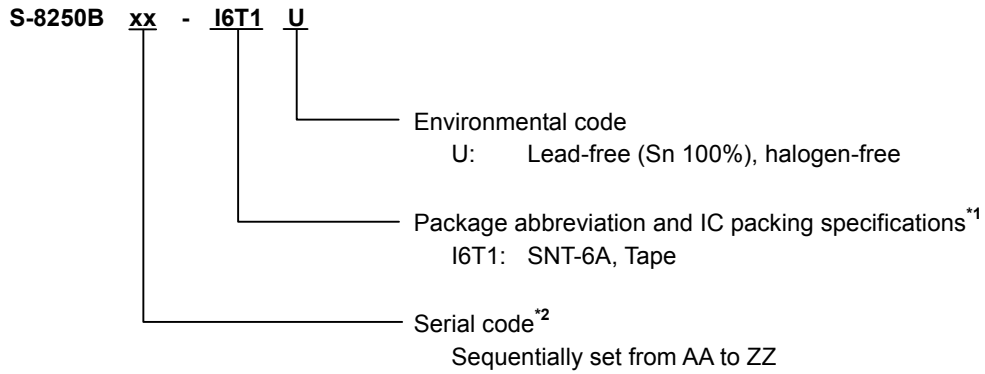 S-8250B xx - I6T1 U
Environmental code
U: Lead-free (Sn 100%), halogen-free
Package abbreviation and IC packing specifications*1
I6T1: SNT-6A, Tape
Serial code*2
Sequentially set from AA to ZZ